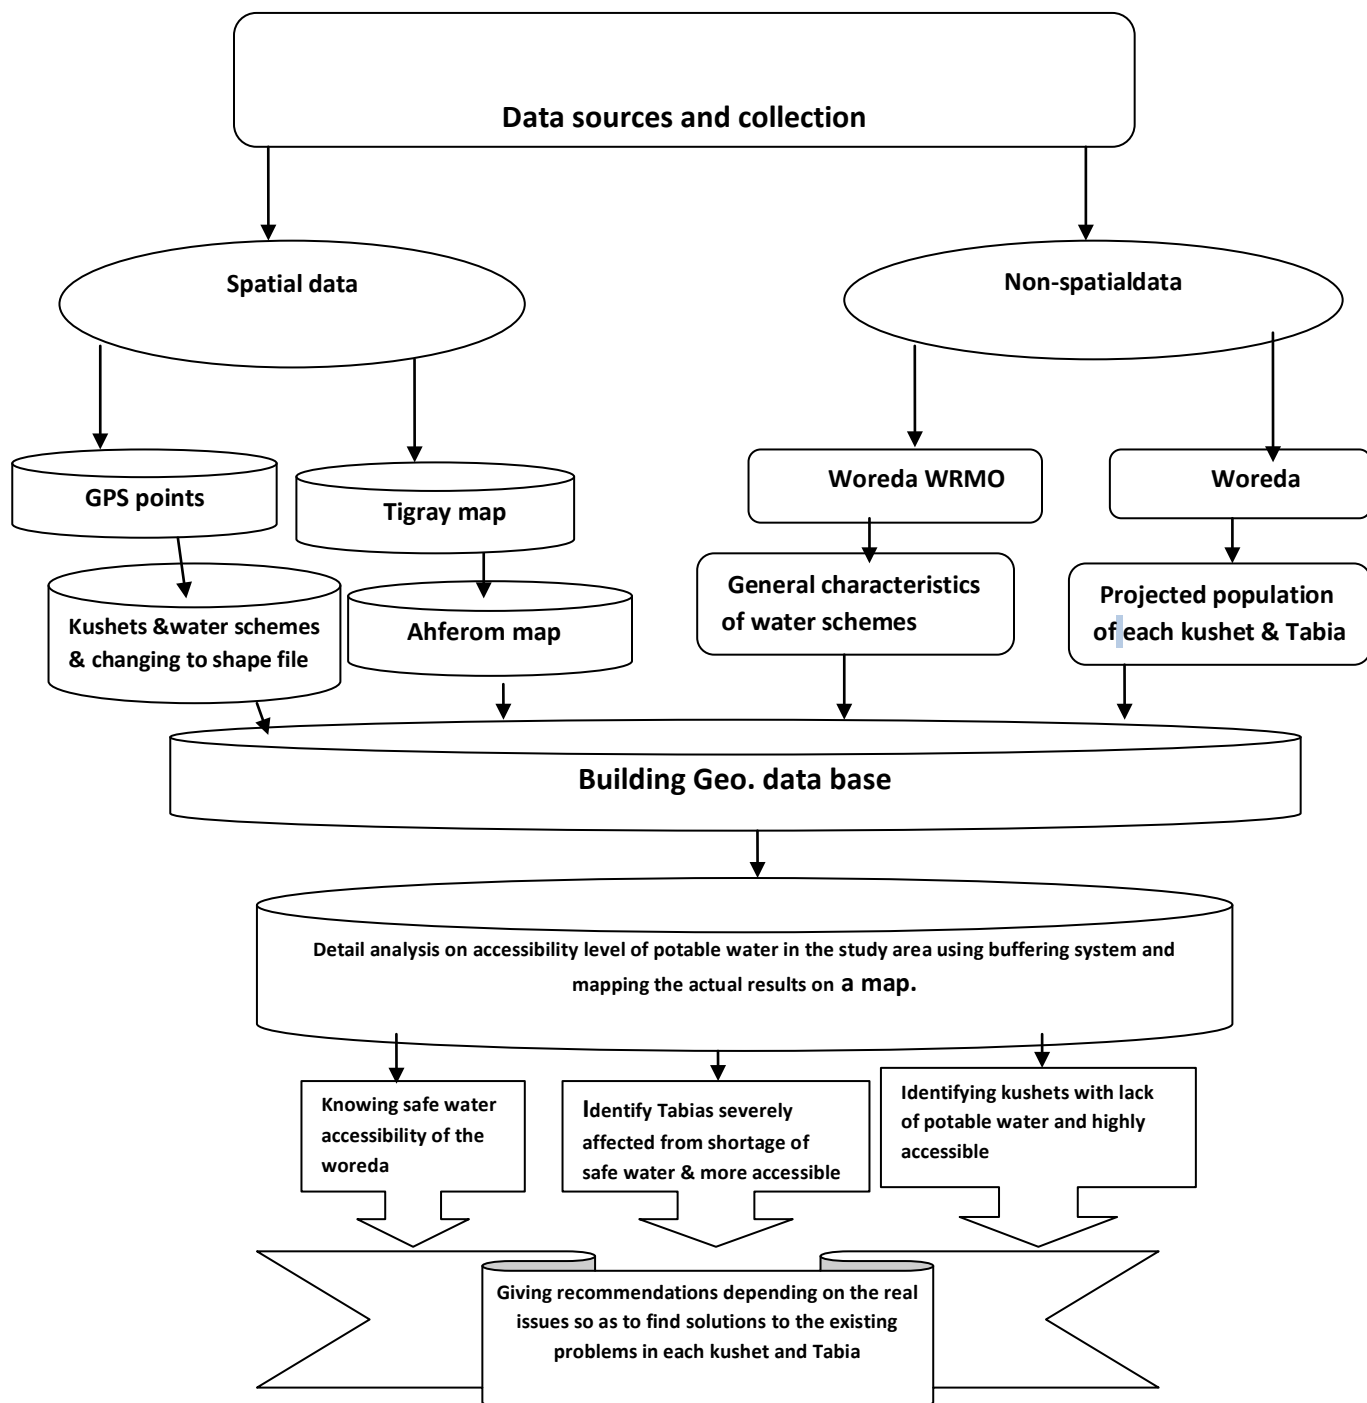 Data sources and collection
Spatial data
Non-spatialdata
GPS points
Tigray map
Woreda WRMO
Woreda
Kushets &water schemes
& changing to shape file
Ahferom map
General characteristics
of water schemes
Projected population
of each kushet & Tabia
Building Geo. data base
Detail analysis on accessibility level of potable water in the study area using buffering system and
mapping the actual results on a map.
Knowing safe water
accessibility of the
woreda
Identify Tabias severely
affected from shortage of
safe water & more accessible
Identifying kushets with lack
of potable water and highly
accessible
Giving recommendations depending on the real
issues so as to find solutions to the existing
problems in each kushet and Tabia